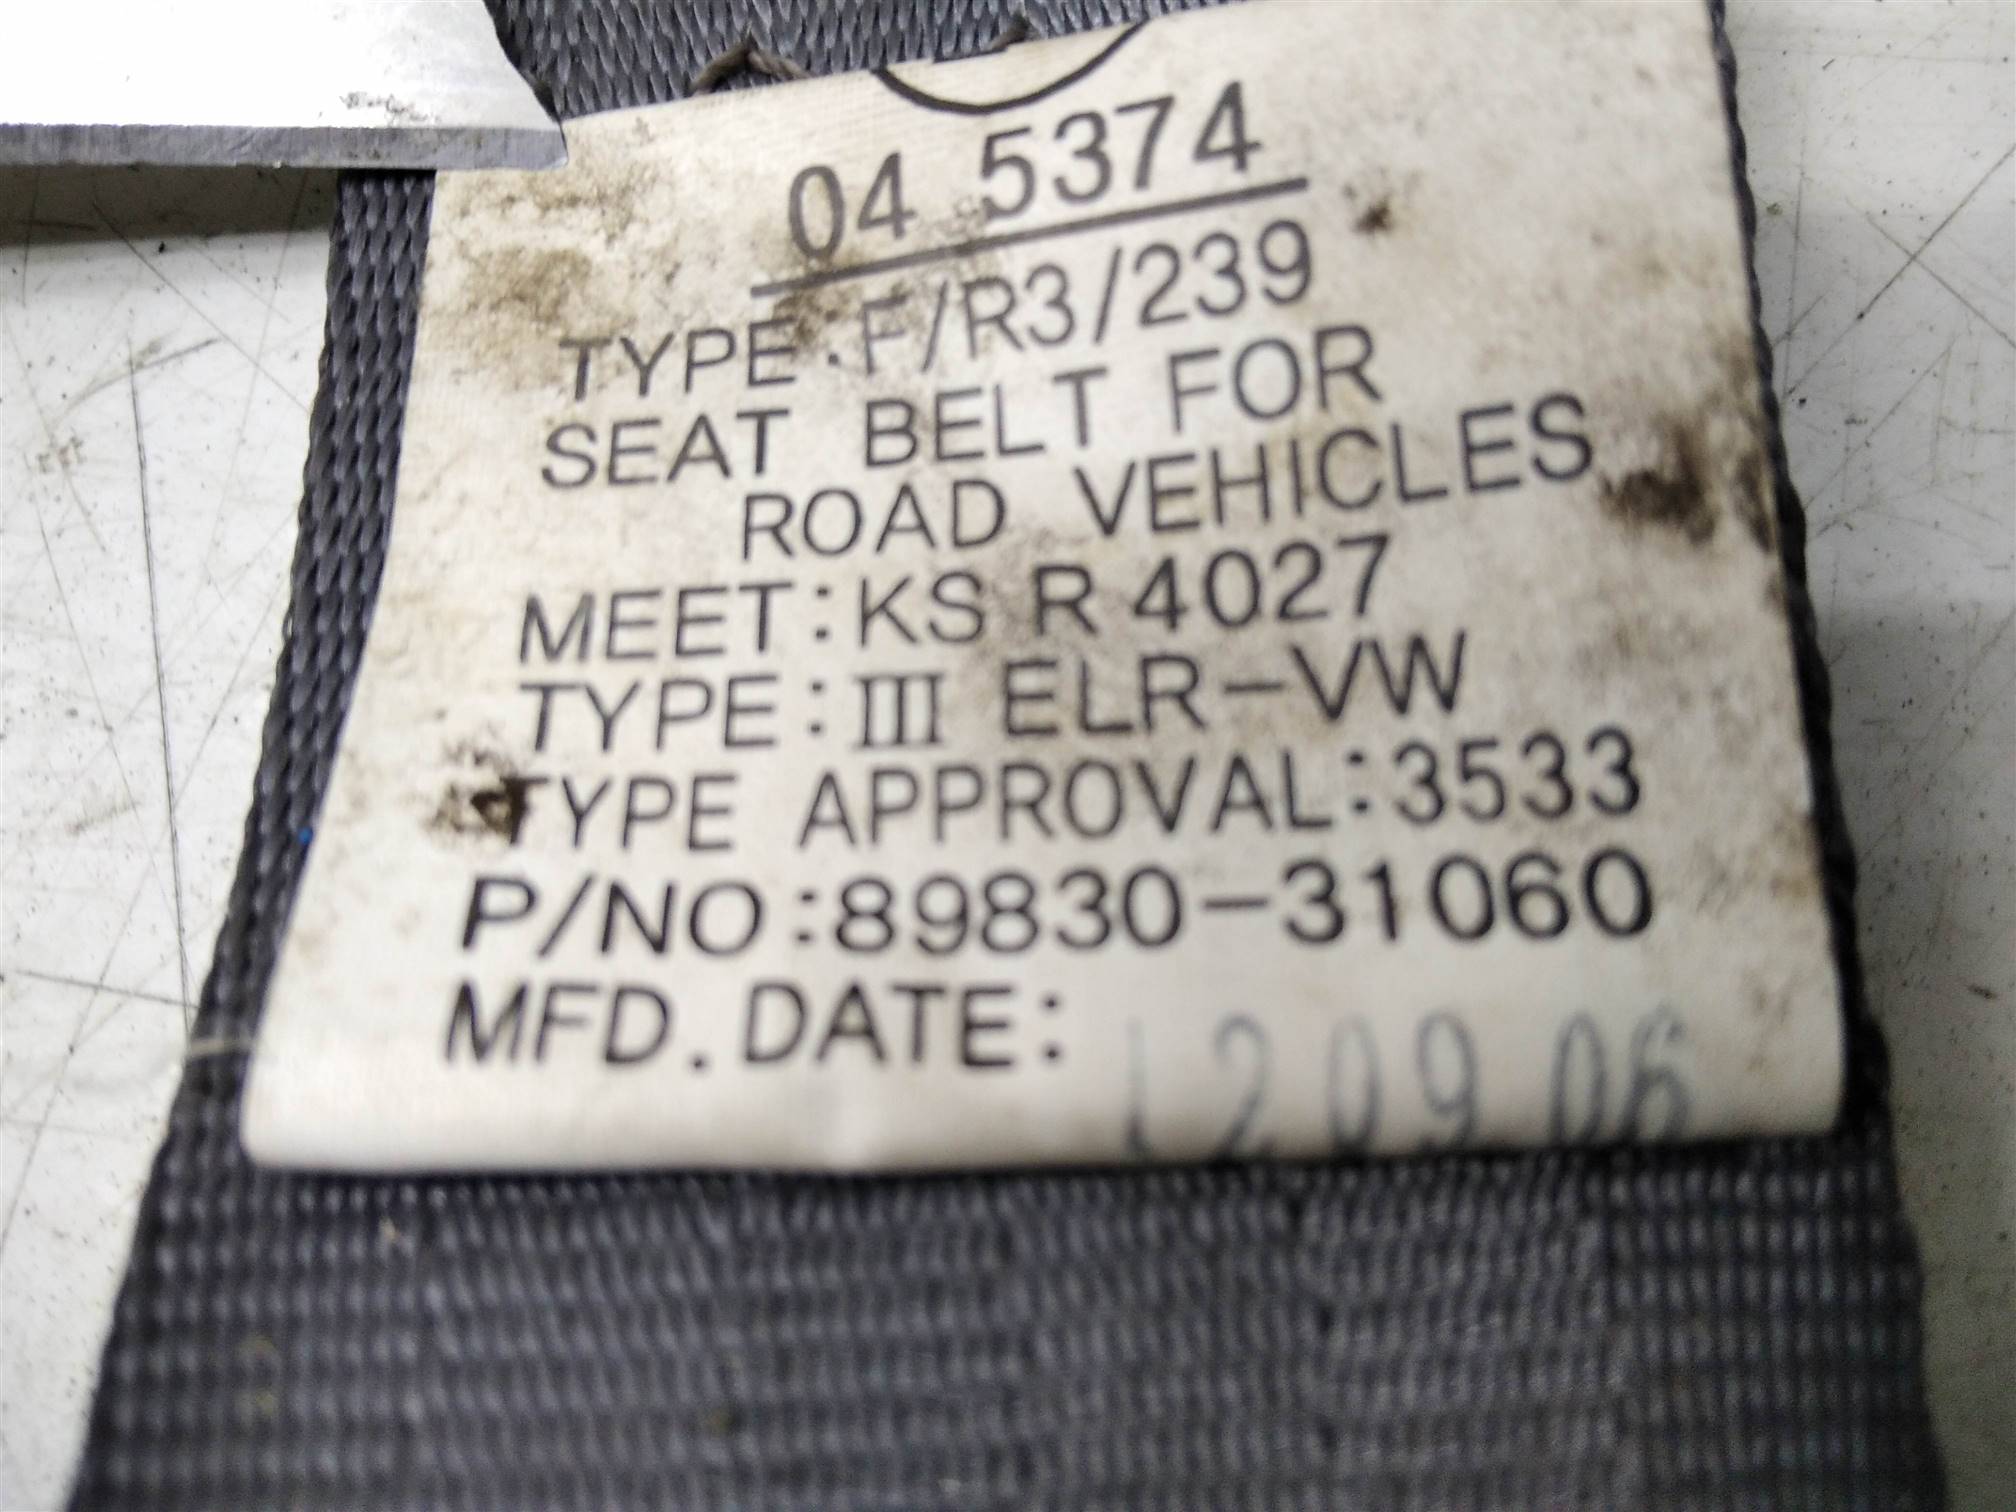 04 5374
TYPE:F/R3/239
SEAT BELT FOR
ROAD VEHICLES
MEET:KS R 4027
TYPE:III ELR-VW
TYPE APPROVAL:3533
P/NO:89830-31060
MFD.DATE: 120906